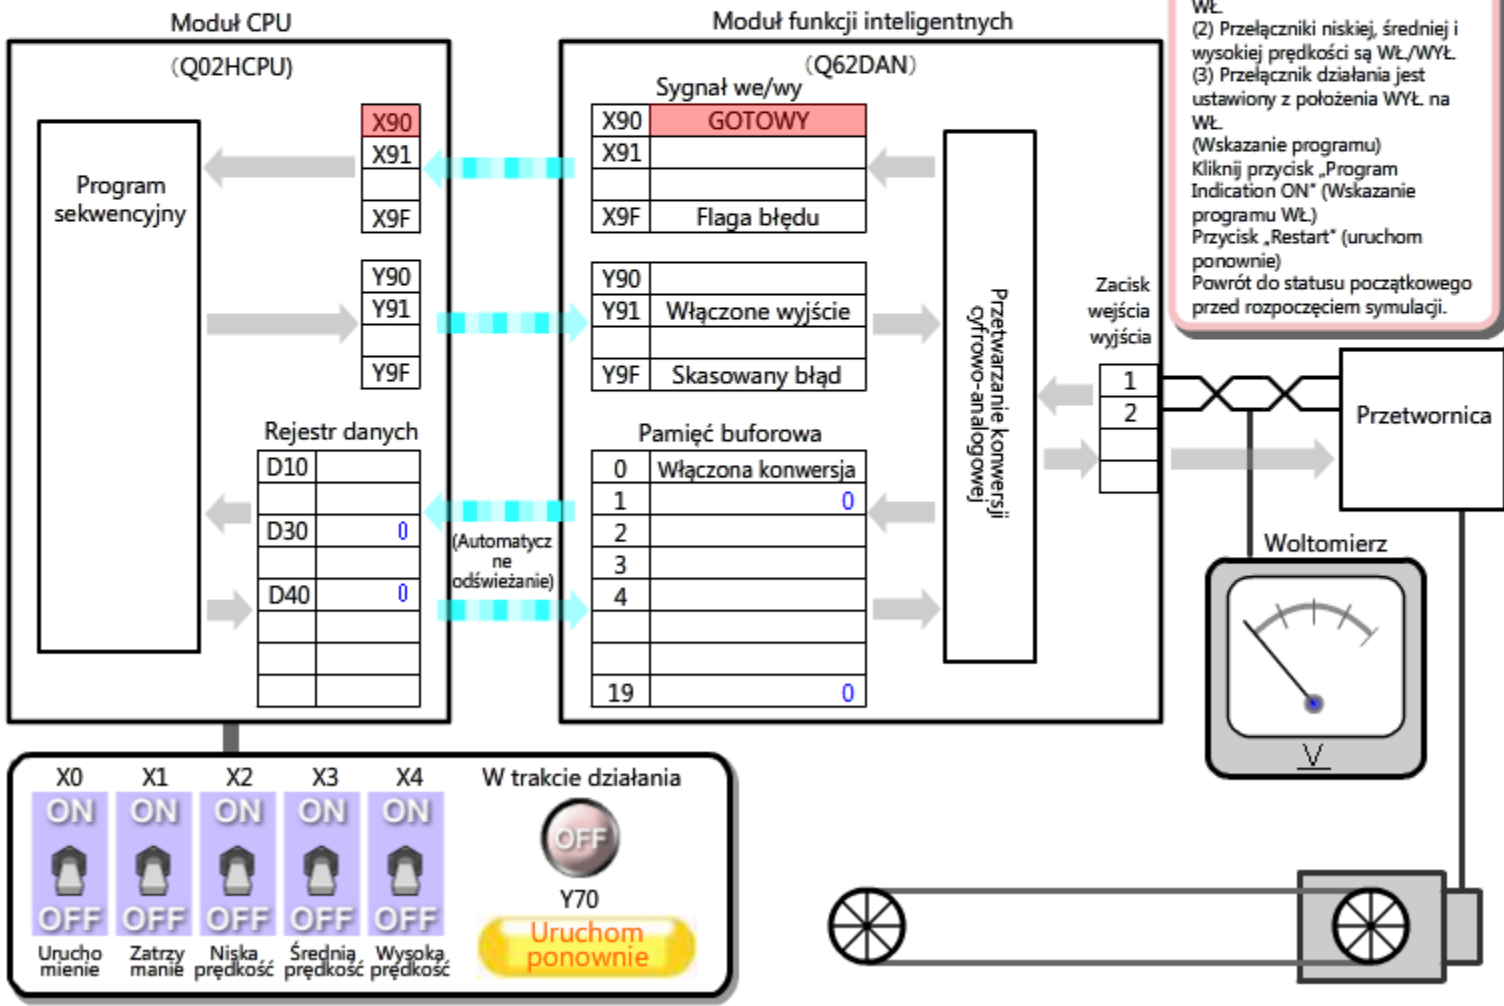 Moduł CPU
(Q02HCPU)
Program
sekwencyjny
X90
X91
X9F
Y90
Y91
Y9F
Rejestr danych
D10
D30 0
D40 0
(Automatycz
ne
odświeżanie)
Moduł funkcji inteligentnych
(Q62DAN)
Sygnał we/wy
X90 GOTOWY
X91
X9F Flaga błędu
Y90
Y91 Włączone wyjście
Y9F Skasowany błąd
Pamięć buforowa
0 Włączona konwersja
1 0
2
3
4
19 0
Przetwarzanie konwersji
cyfrowo-analogowej
Zacisk
wejścia
wyjścia
1
2
WŁ.
(2) Przełączniki niskiej, średniej i
wysokiej prędkości są WŁ./WYŁ.
(3) Przełącznik działania jest
ustawiony z położenia WYŁ. na
WŁ.
(Wskazanie programu)
Kliknij przycisk „Program
Indication ON" (Wskazanie
programu WŁ.)
Przycisk „Restart" (uruchom
ponownie)
Powrót do statusu początkowego
przed rozpoczęciem symulacji.
Przetwornica
Woltomierz
V
X0 X1 X2 X3 X4
ON ON ON ON ON
OFF OFF OFF OFF OFF
Urucho Zatrzy Niska Średnia Wysoka
mienie manie prędkość prędkość prędkość
W trakcie działania
OFF
Y70
Uruchom
ponownie